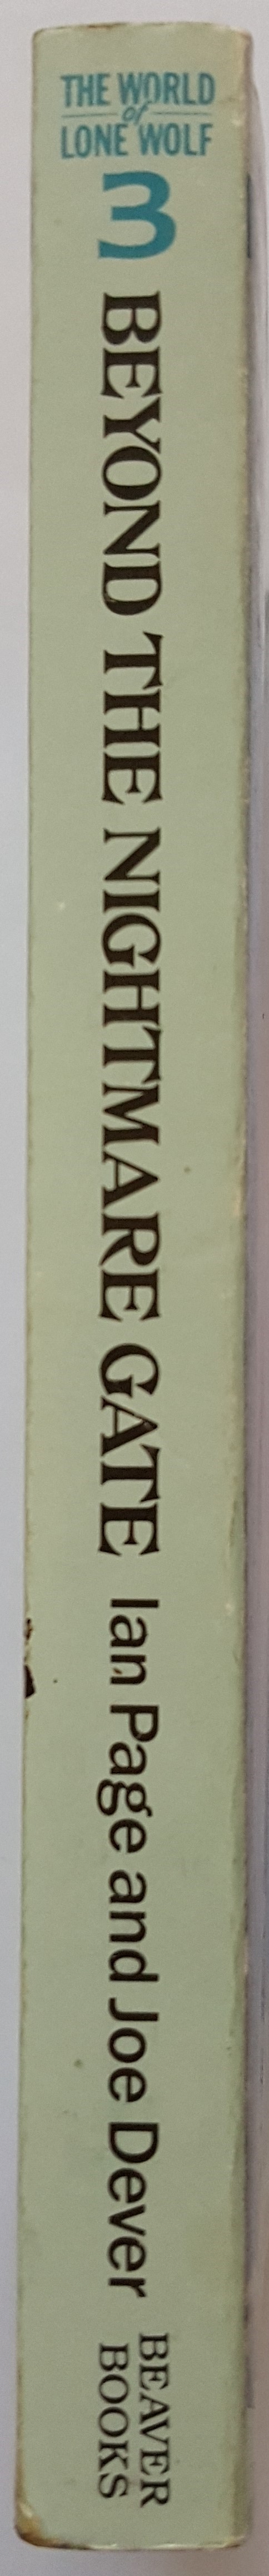 THE WORLD
of
LONE WOLF
3
BEYOND THE NIGHTMARE GATE Ian Page and Joe Dever
BEAVER
BOOKS